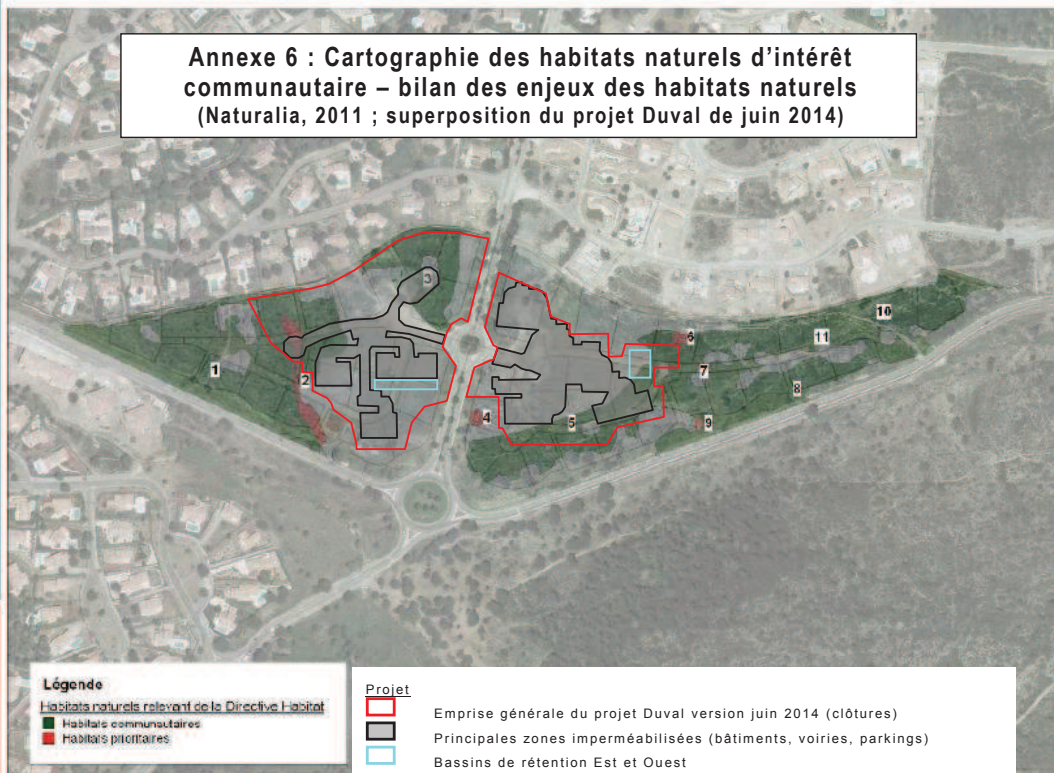 Annexe 6 : Cartographie des habitats naturels d'intérêt
communautaire – bilan des enjeux des habitats naturels
(Naturalia, 2011 ; superposition du projet Duval de juin 2014)
3
10
11
6
1
7
2
8
4
5
9
Légende
Habitats naturels relevant de la Directive Habitat
Habitats communautaires
Habitats prioritaires
Projet
Emprise générale du projet Duval version juin 2014 (clôtures)
Principales zones imperméabilisées (bâtiments, voiries, parkings)
Bassins de rétention Est et Ouest